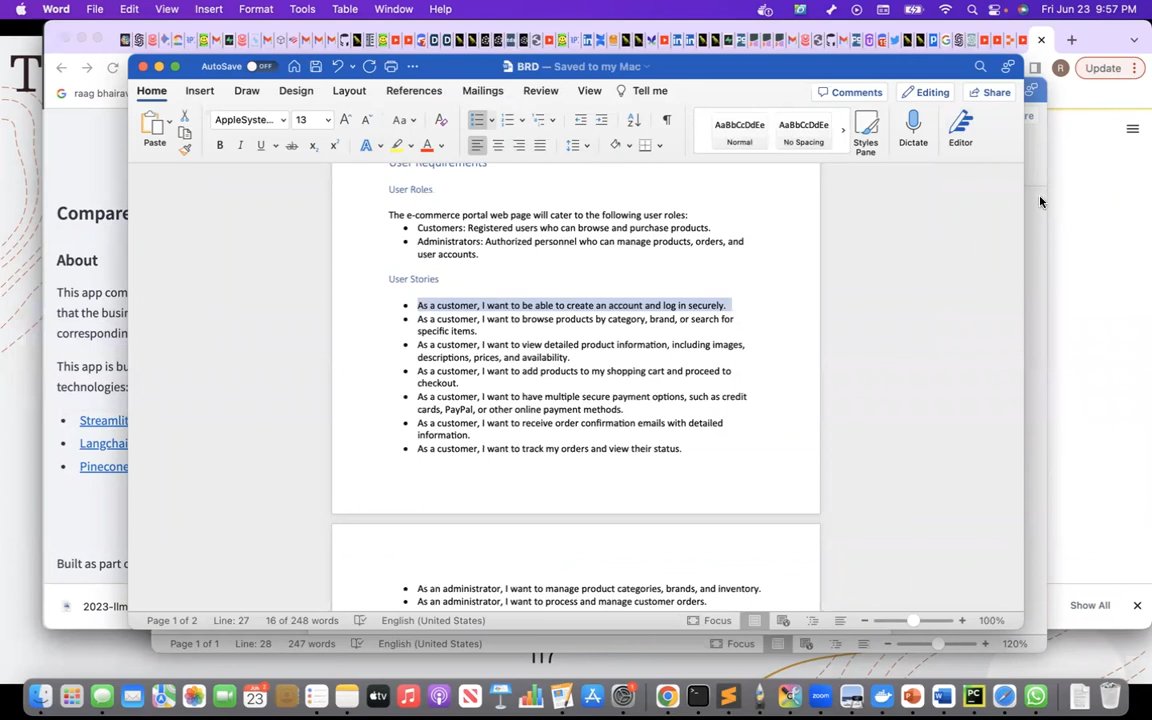 Word File Edit View Insert Format Tools Table Window Help Fri Jun 23 9:57 PM
R Update
raag bhairav
AutoSave OFF BRD — Saved to my Mac
Home Insert Draw Design Layout References Mailings Review View Tell me Comments Editing Share
Paste
AppleSyste... 13 Aa
AaBbCcDdEe AaBbCcDdEe
Normal No Spacing
Styles Pane
Dictate
Editor
T
Compare
About
This app com
that the busin
correspondin
This app is bu
technologies:
Streamlit
Langchai
Pinecone
Built as part o
2023-llm
User Requirements
User Roles
The e-commerce portal web page will cater to the following user roles:
Customers: Registered users who can browse and purchase products.
Administrators: Authorized personnel who can manage products, orders, and
user accounts.
User Stories
As a customer, I want to be able to create an account and log in securely.
As a customer, I want to browse products by category, brand, or search for
specific items.
As a customer, I want to view detailed product information, including images,
descriptions, prices, and availability.
As a customer, I want to add products to my shopping cart and proceed to
checkout.
As a customer, I want to have multiple secure payment options, such as credit
cards, PayPal, or other online payment methods.
As a customer, I want to receive order confirmation emails with detailed
information.
As a customer, I want to track my orders and view their status.
As an administrator, I want to manage product categories, brands, and inventory.
As an administrator, I want to process and manage customer orders.
Show All
Page 1 of 2 Line: 27 16 of 248 words English (United States) Focus 100%
Page 1 of 1 Line: 28 247 words English (United States) Focus 120%
117